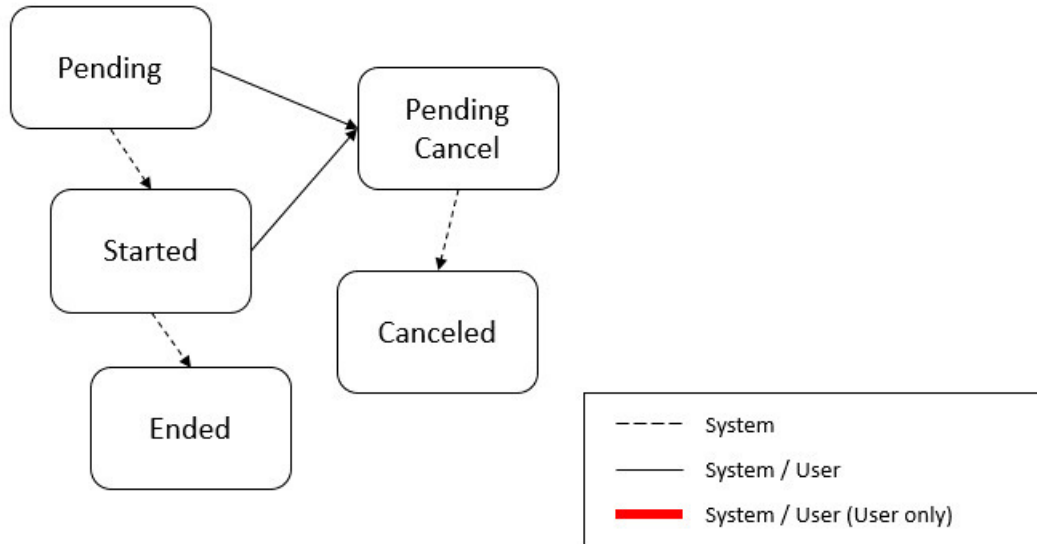 Pending
Pending
Cancel
Started
Canceled
Ended
System
System / User
System / User (User only)